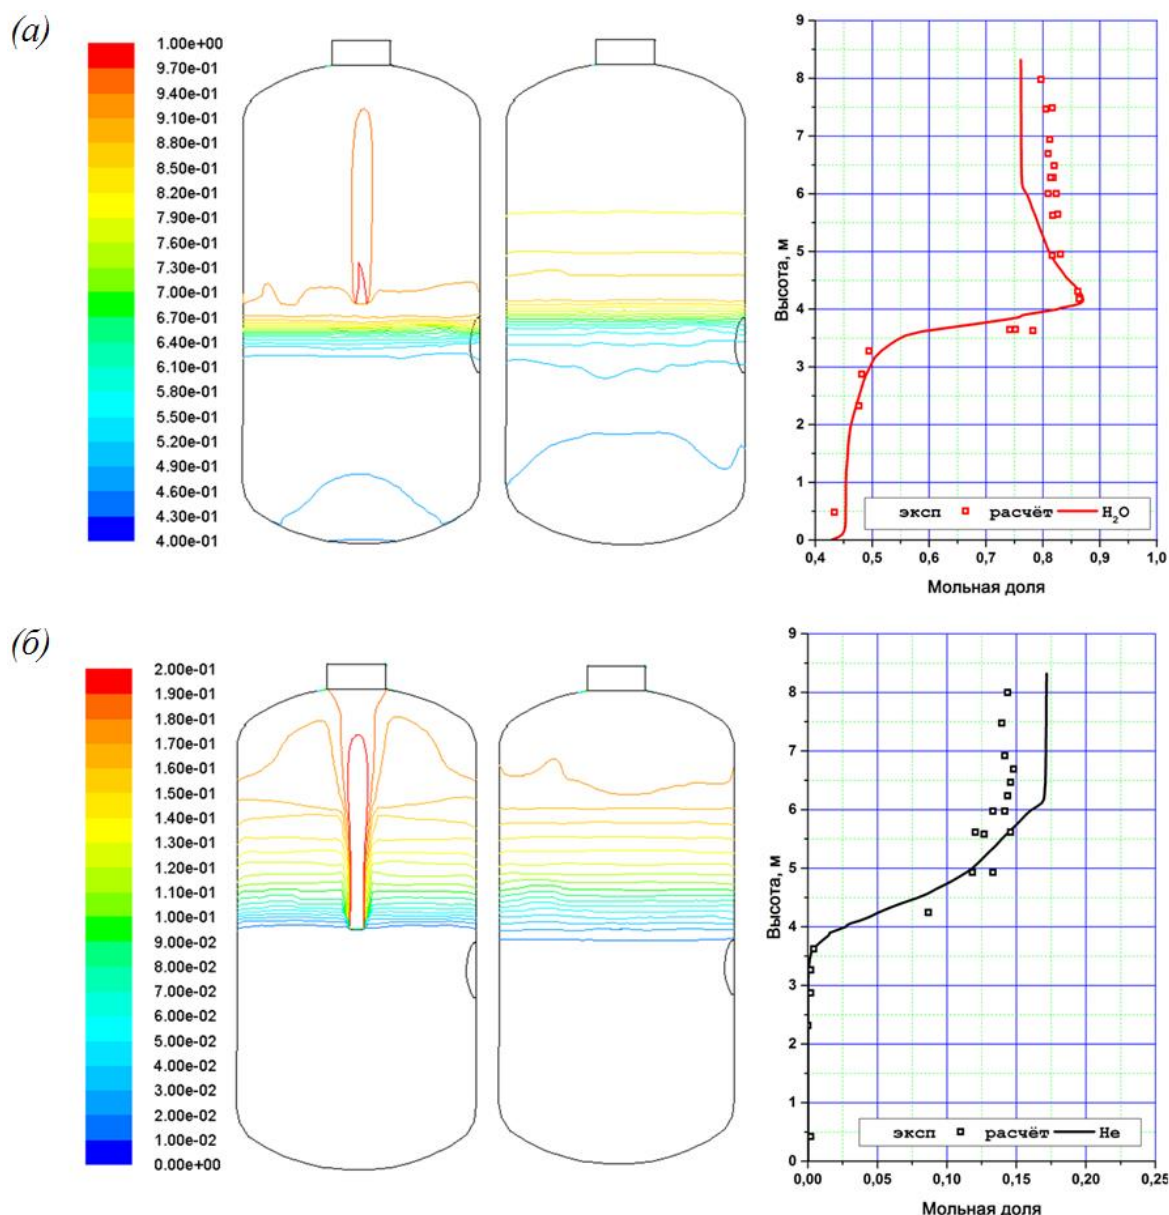 (а)
1.00e+00
9.70e-01
9.40e-01
9.10e-01
8.80e-01
8.50e-01
8.20e-01
7.90e-01
7.60e-01
7.30e-01
7.00e-01
6.70e-01
6.40e-01
6.10e-01
5.80e-01
5.50e-01
5.20e-01
4.90e-01
4.60e-01
4.30e-01
4.00e-01
9
8
7
6
5
4
3
2
1
0
Высота, м
эксп расчёт H₂O
0,4 0,5 0,6 0,7 0,8 0,9 1,0
Мольная доля
(б)
2.00e-01
1.90e-01
1.80e-01
1.70e-01
1.60e-01
1.50e-01
1.40e-01
1.30e-01
1.20e-01
1.10e-01
1.00e-01
9.00e-02
8.00e-02
7.00e-02
6.00e-02
5.00e-02
4.00e-02
3.00e-02
2.00e-02
1.00e-02
0.00e+00
9
8
7
6
5
4
3
2
1
0
Высота, м
эксп расчёт He
0,00 0,05 0,10 0,15 0,20 0,25
Мольная доля